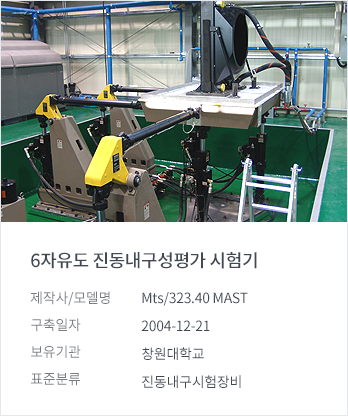 6자유도 진동내구성평가 시험기
제작사/모델명 Mts/323.40 MAST
구축일자 2004-12-21
보유기관 창원대학교
표준분류 진동내구시험장비